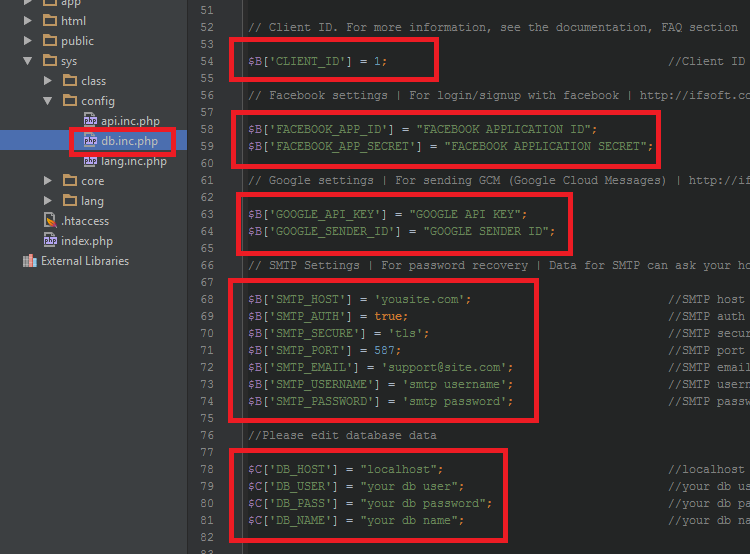 app
html
public
sys
class
config
api.inc.php
db.inc.php
lang.inc.php
core
lang
.htaccess
index.php
External Libraries
51
52 // Client ID. For more information, see the documentation, FAQ section
53
54 $B['CLIENT_ID'] = 1; //Client ID
55
56 // Facebook settings | For login/signup with facebook | http://ifsoft.co
57
58 $B['FACEBOOK_APP_ID'] = "FACEBOOK APPLICATION ID";
59 $B['FACEBOOK_APP_SECRET'] = "FACEBOOK APPLICATION SECRET";
60
61 // Google settings | For sending GCM (Google Cloud Messages) | http://if
62
63 $B['GOOGLE_API_KEY'] = "GOOGLE API KEY";
64 $B['GOOGLE_SENDER_ID'] = "GOOGLE SENDER ID";
65
66 // SMTP Settings | For password recovery | Data for SMTP can ask your ho
67
68 $B['SMTP_HOST'] = 'yousite.com'; //SMTP host
69 $B['SMTP_AUTH'] = true; //SMTP auth
70 $B['SMTP_SECURE'] = 'tls'; //SMTP secur
71 $B['SMTP_PORT'] = 587; //SMTP port
72 $B['SMTP_EMAIL'] = 'support@site.com'; //SMTP email
73 $B['SMTP_USERNAME'] = 'smtp username'; //SMTP usern
74 $B['SMTP_PASSWORD'] = 'smtp password'; //SMTP passw
75
76 //Please edit database data
77
78 $C['DB_HOST'] = "localhost"; //localhost
79 $C['DB_USER'] = "your db user"; //your db us
80 $C['DB_PASS'] = "your db password"; //your db pa
81 $C['DB_NAME'] = "your db name"; //your db na
82
83